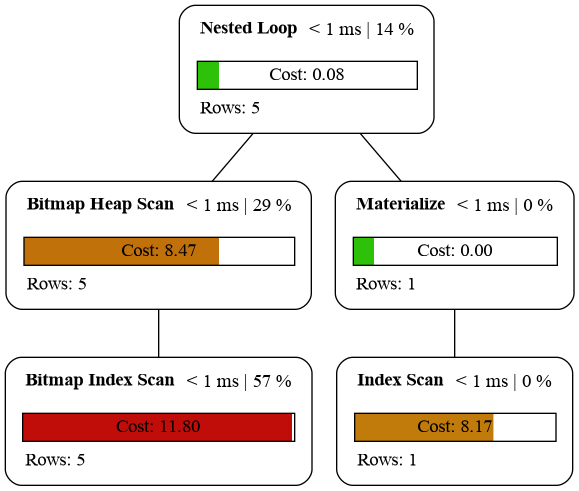 Nested Loop < 1 ms | 14 %
Cost: 0.08
Rows: 5
Bitmap Heap Scan < 1 ms | 29 %
Cost: 8.47
Rows: 5
Materialize < 1 ms | 0 %
Cost: 0.00
Rows: 1
Bitmap Index Scan < 1 ms | 57 %
Cost: 11.80
Rows: 5
Index Scan < 1 ms | 0 %
Cost: 8.17
Rows: 1